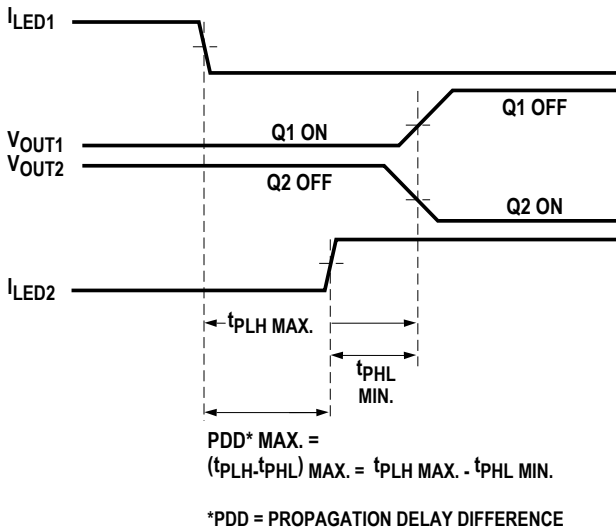 ILED1
Q1 OFF
VOUT1
Q1 ON
VOUT2
Q2 OFF
Q2 ON
ILED2
tPLH MAX.
tPHL
MIN.
PDD* MAX. =
(tPLH-tPHL) MAX. = tPLH MAX. - tPHL MIN.
*PDD = PROPAGATION DELAY DIFFERENCE